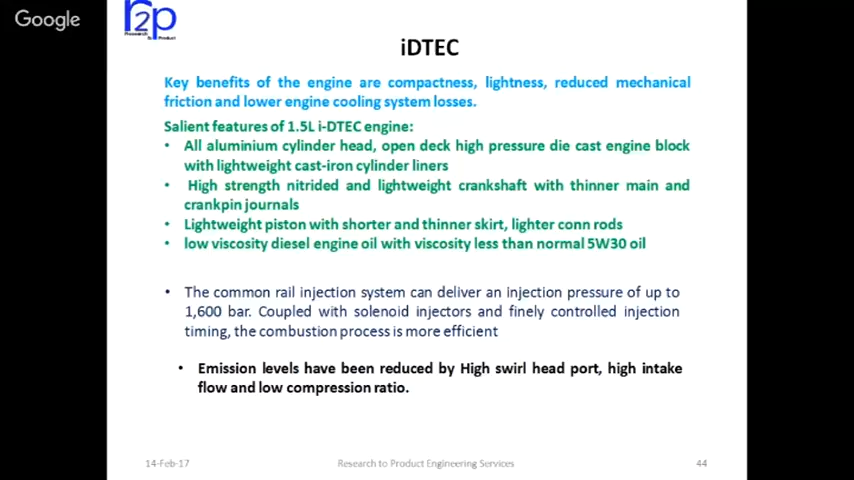 Google
r2p
Research
to Product
iDTEC
Key benefits of the engine are compactness, lightness, reduced mechanical
friction and lower engine cooling system losses.
Salient features of 1.5L i-DTEC engine:
• All aluminium cylinder head, open deck high pressure die cast engine block
with lightweight cast-iron cylinder liners
• High strength nitrided and lightweight crankshaft with thinner main and
crankpin journals
• Lightweight piston with shorter and thinner skirt, lighter conn rods
• low viscosity diesel engine oil with viscosity less than normal 5W30 oil
• The common rail injection system can deliver an injection pressure of up to
1,600 bar. Coupled with solenoid injectors and finely controlled injection
timing, the combustion process is more efficient
• Emission levels have been reduced by High swirl head port, high intake
flow and low compression ratio.
14-Feb-17
Research to Product Engineering Services
44